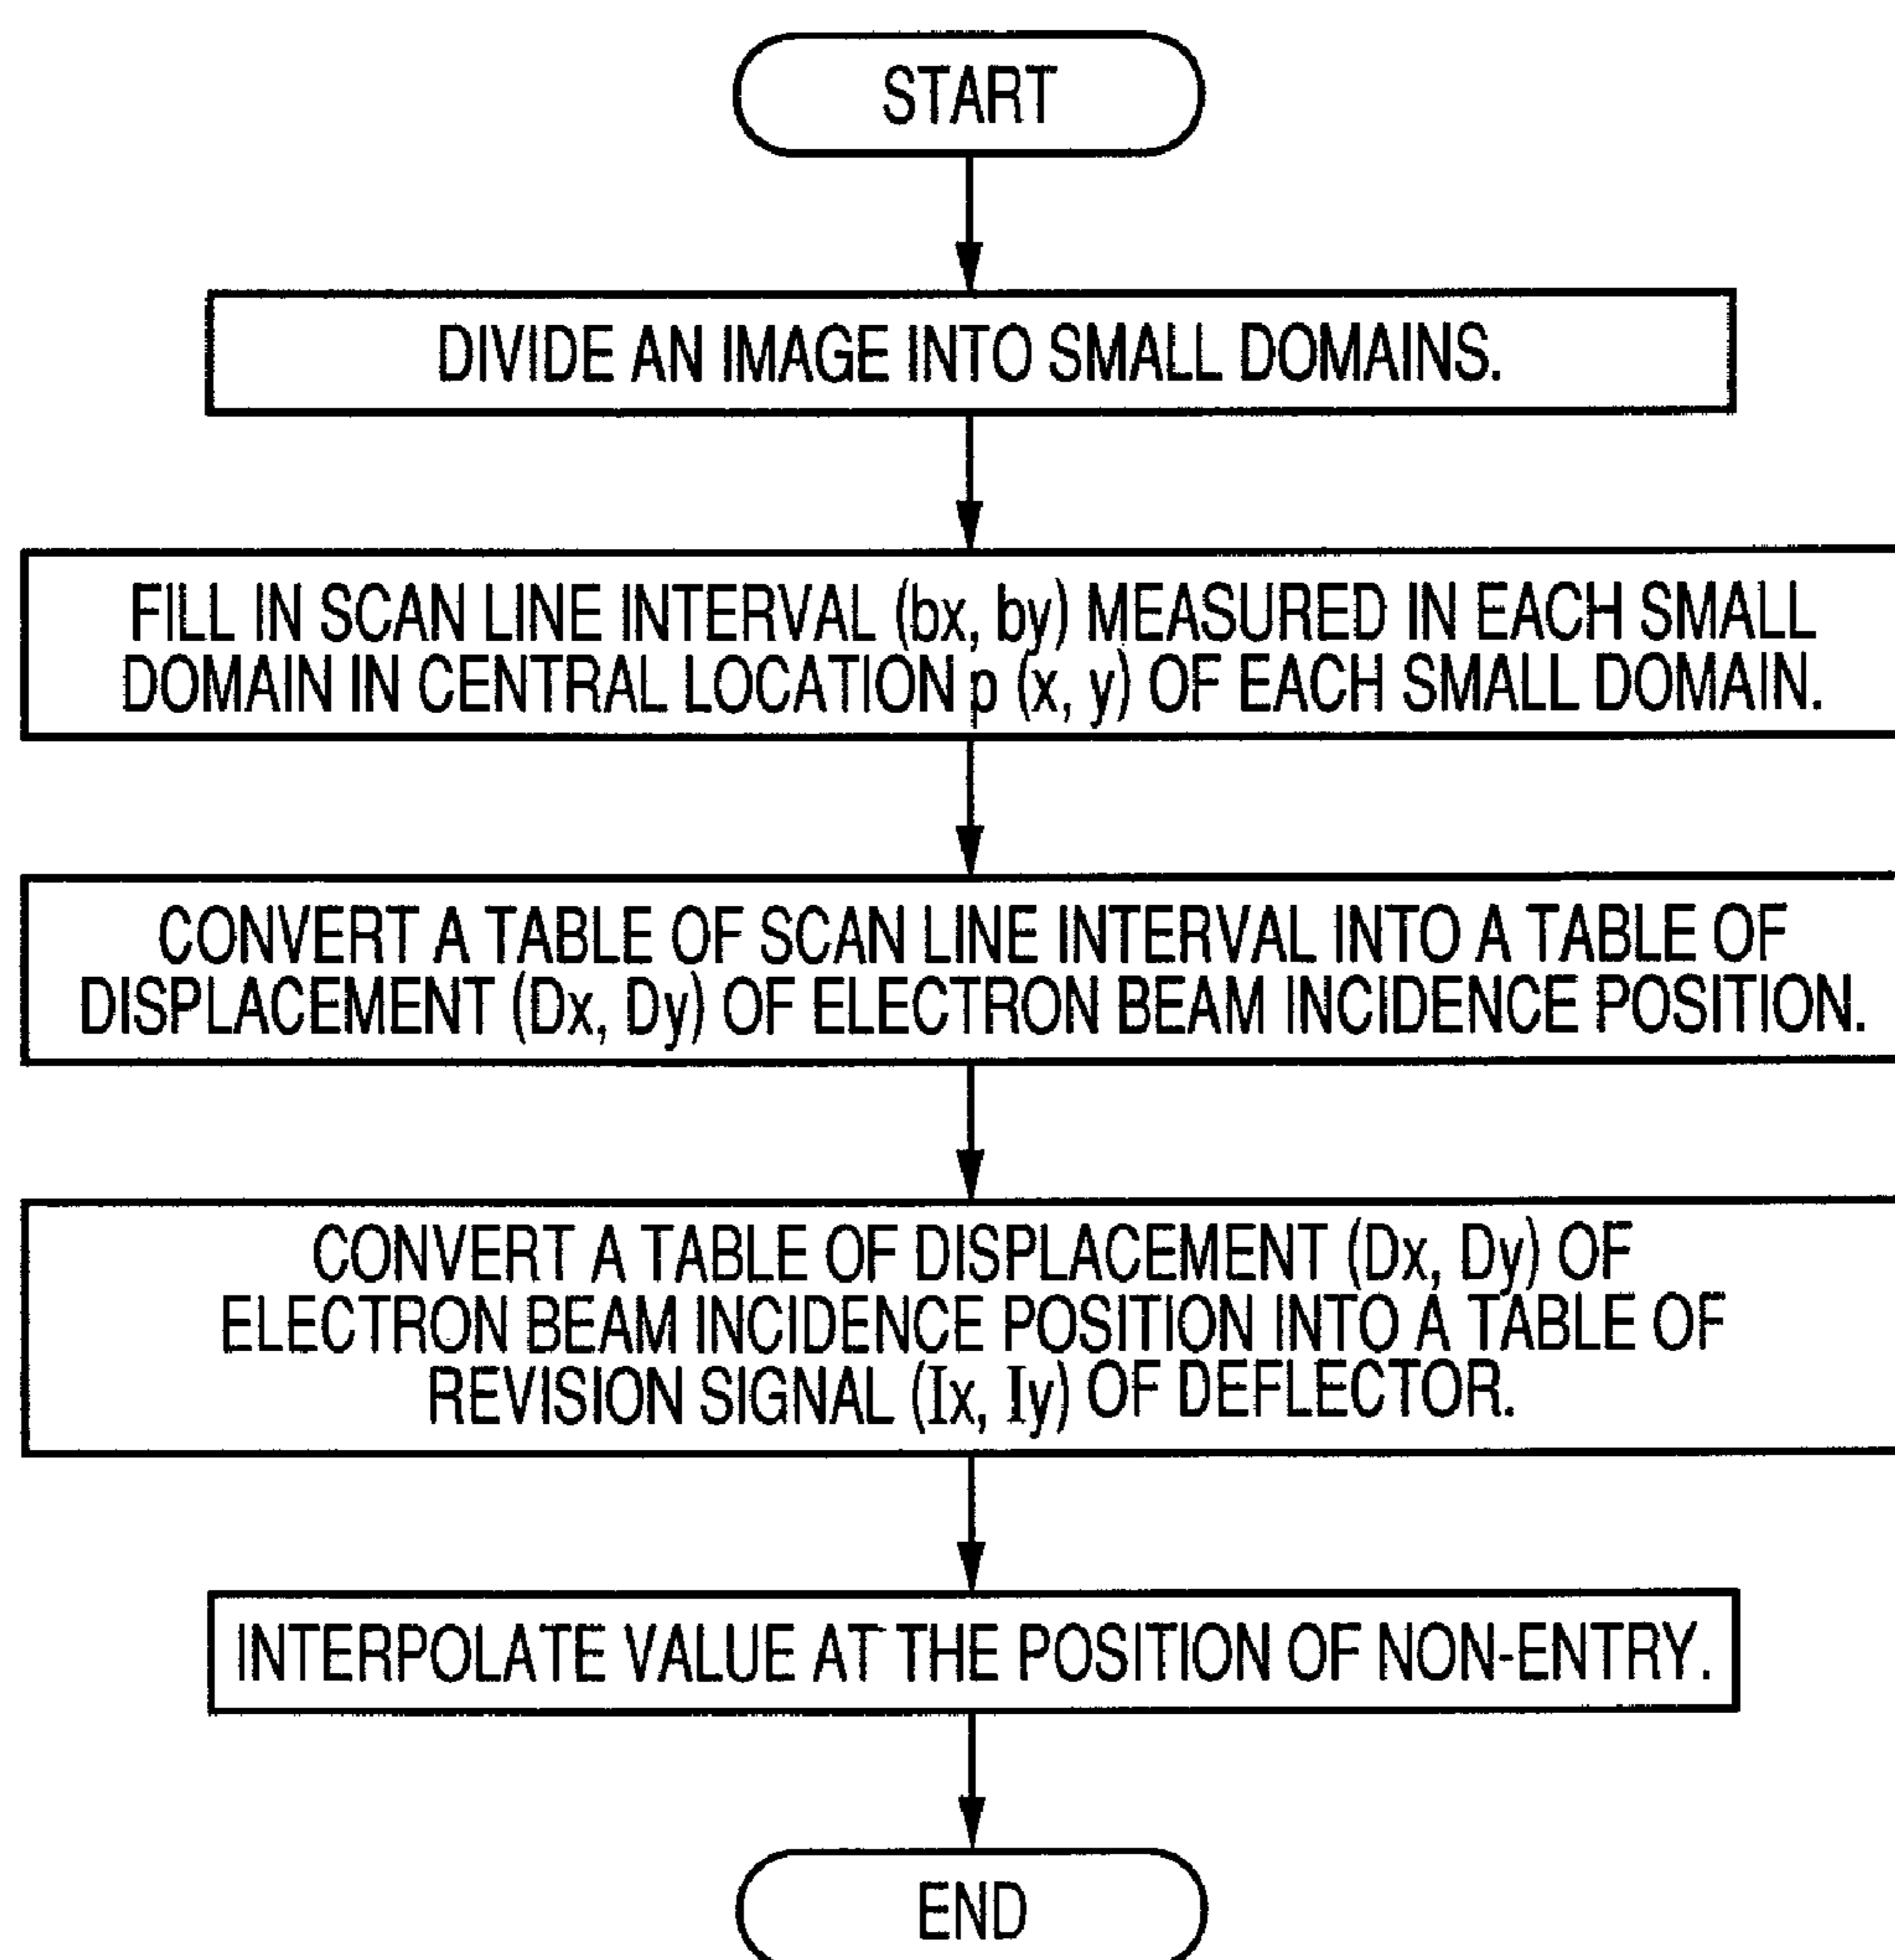 START
DIVIDE AN IMAGE INTO SMALL DOMAINS.
FILL IN SCAN LINE INTERVAL (bx, by) MEASURED IN EACH SMALL
DOMAIN IN CENTRAL LOCATION p (x, y) OF EACH SMALL DOMAIN.
CONVERT A TABLE OF SCAN LINE INTERVAL INTO A TABLE OF
DISPLACEMENT (Dx, Dy) OF ELECTRON BEAM INCIDENCE POSITION.
CONVERT A TABLE OF DISPLACEMENT (Dx, Dy) OF
ELECTRON BEAM INCIDENCE POSITION INTO A TABLE OF
REVISION SIGNAL (Ix, Iy) OF DEFLECTOR.
INTERPOLATE VALUE AT THE POSITION OF NON-ENTRY.
END